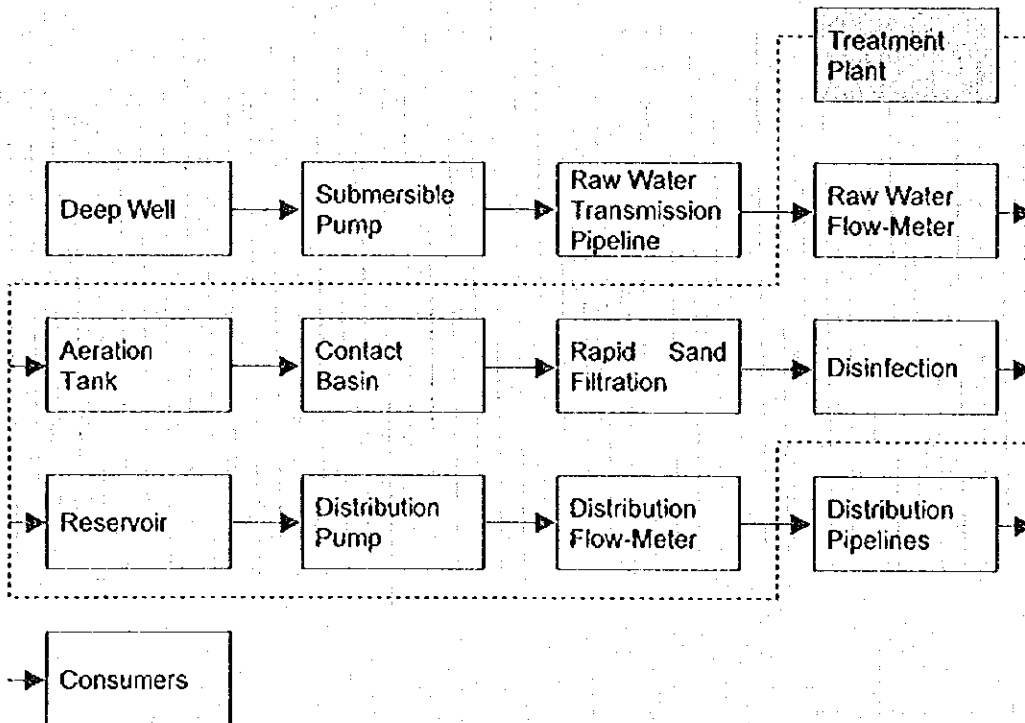 Treatment
Plant
Deep Well
Submersible
Pump
Raw Water
Transmission
Pipeline
Raw Water
Flow-Meter
Aeration
Tank
Contact
Basin
Rapid Sand
Filtration
Disinfection
Reservoir
Distribution
Pump
Distribution
Flow-Meter
Distribution
Pipelines
Consumers